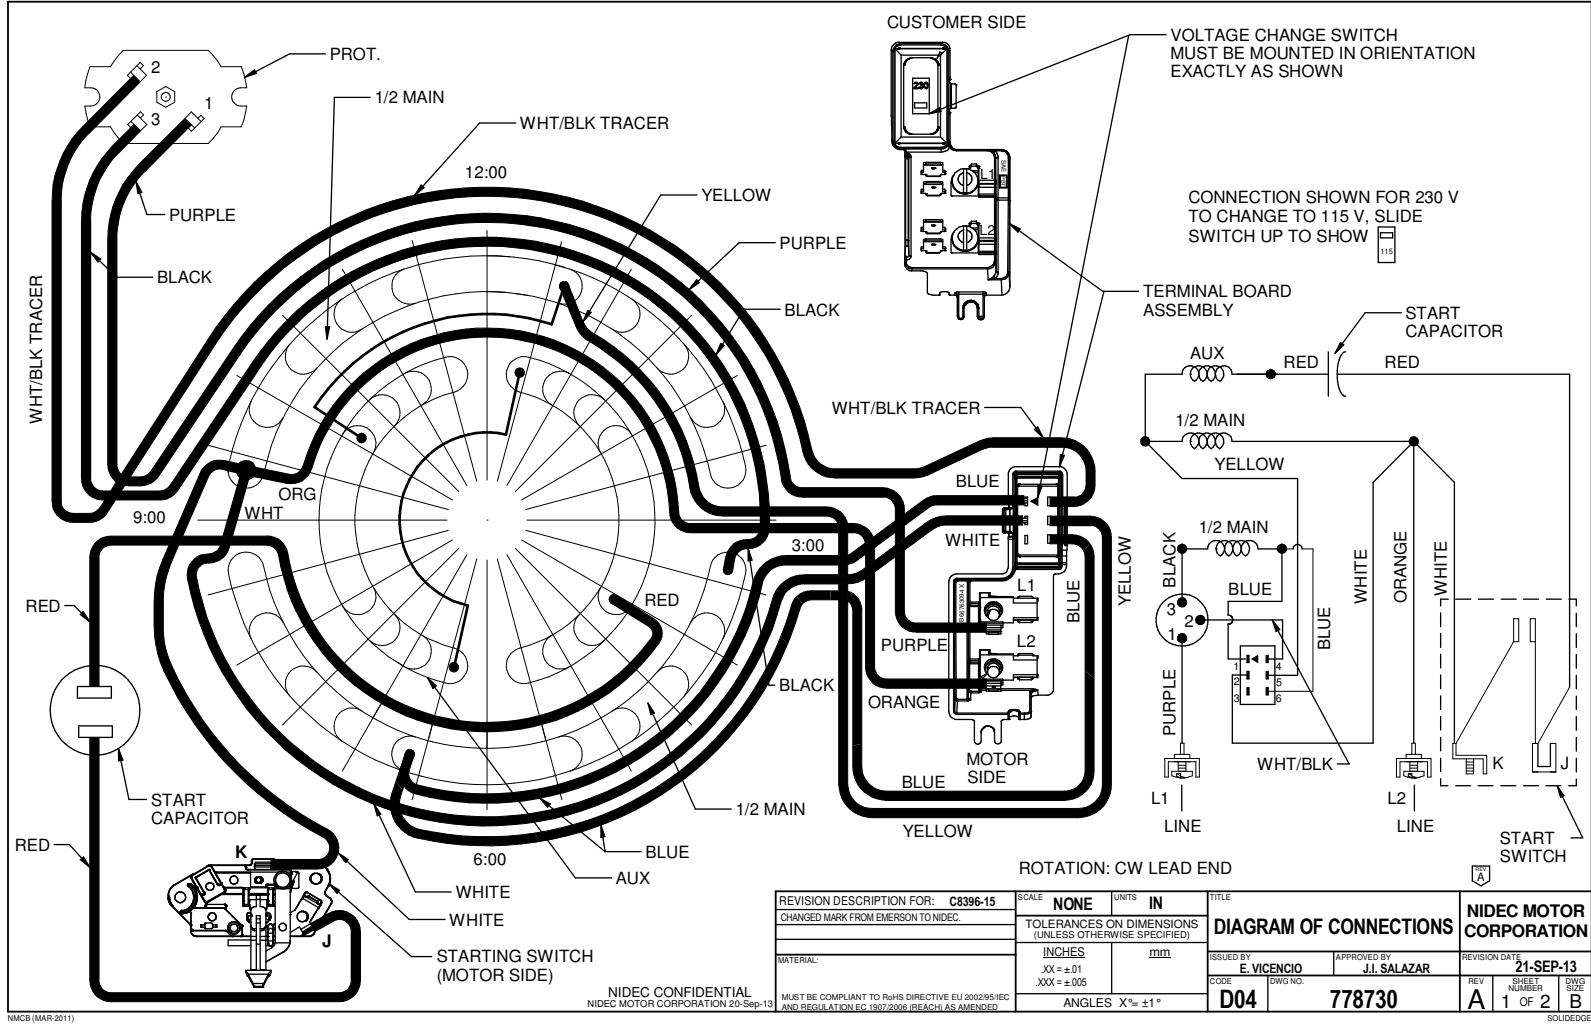 CUSTOMER SIDE
VOLTAGE CHANGE SWITCH
MUST BE MOUNTED IN ORIENTATION
EXACTLY AS SHOWN
PROT.
2
1
3
1/2 MAIN
WHT/BLK TRACER
12:00
YELLOW
PURPLE
PURPLE
BLACK
BLACK
WHT/BLK TRACER
230
L1
L2
CONNECTION SHOWN FOR 230 V
TO CHANGE TO 115 V, SLIDE
SWITCH UP TO SHOW
115
TERMINAL BOARD
ASSEMBLY
START
CAPACITOR
AUX
RED
RED
WHT/BLK TRACER
1/2 MAIN
YELLOW
BLUE
ORG
WHT
9:00
3:00
WHITE
YELLOW
BLUE
L1
L2
PURPLE
ORANGE
MOTOR
SIDE
1/2 MAIN
BLACK
BLUE
WHITE
ORANGE
WHITE
BLUE
3
2
1
1
2
3
4
5
6
PURPLE
WHT/BLK
K
J
L1
LINE
L2
LINE
START
SWITCH
RED
RED
BLACK
START
CAPACITOR
BLUE
YELLOW
1/2 MAIN
BLUE
AUX
6:00
WHITE
WHITE
RED
K
J
STARTING SWITCH
(MOTOR SIDE)
ROTATION: CW LEAD END
REV.
A
NIDEC CONFIDENTIAL
NIDEC MOTOR CORPORATION 20-Sep-13
REVISION DESCRIPTION FOR: C8396-15
CHANGED MARK FROM EMERSON TO NIDEC.
MATERIAL:
MUST BE COMPLIANT TO RoHS DIRECTIVE EU 2002/95/IEC
AND REGULATION EC 1907/2006 (REACH) AS AMENDED
SCALE NONE
UNITS IN
TOLERANCES ON DIMENSIONS
(UNLESS OTHERWISE SPECIFIED)
INCHES
mm
.XX = ±.01
.XXX = ±.005
ANGLES X°= ±1°
TITLE
DIAGRAM OF CONNECTIONS
NIDEC MOTOR
CORPORATION
ISSUED BY
E. VICENCIO
APPROVED BY
J.I. SALAZAR
REVISION DATE
21-SEP-13
CODE
D04
DWG NO.
778730
REV
A
SHEET
NUMBER
1 OF 2
DWG
SIZE
B
NMCB (MAR-2011)
SOLIDEDGE